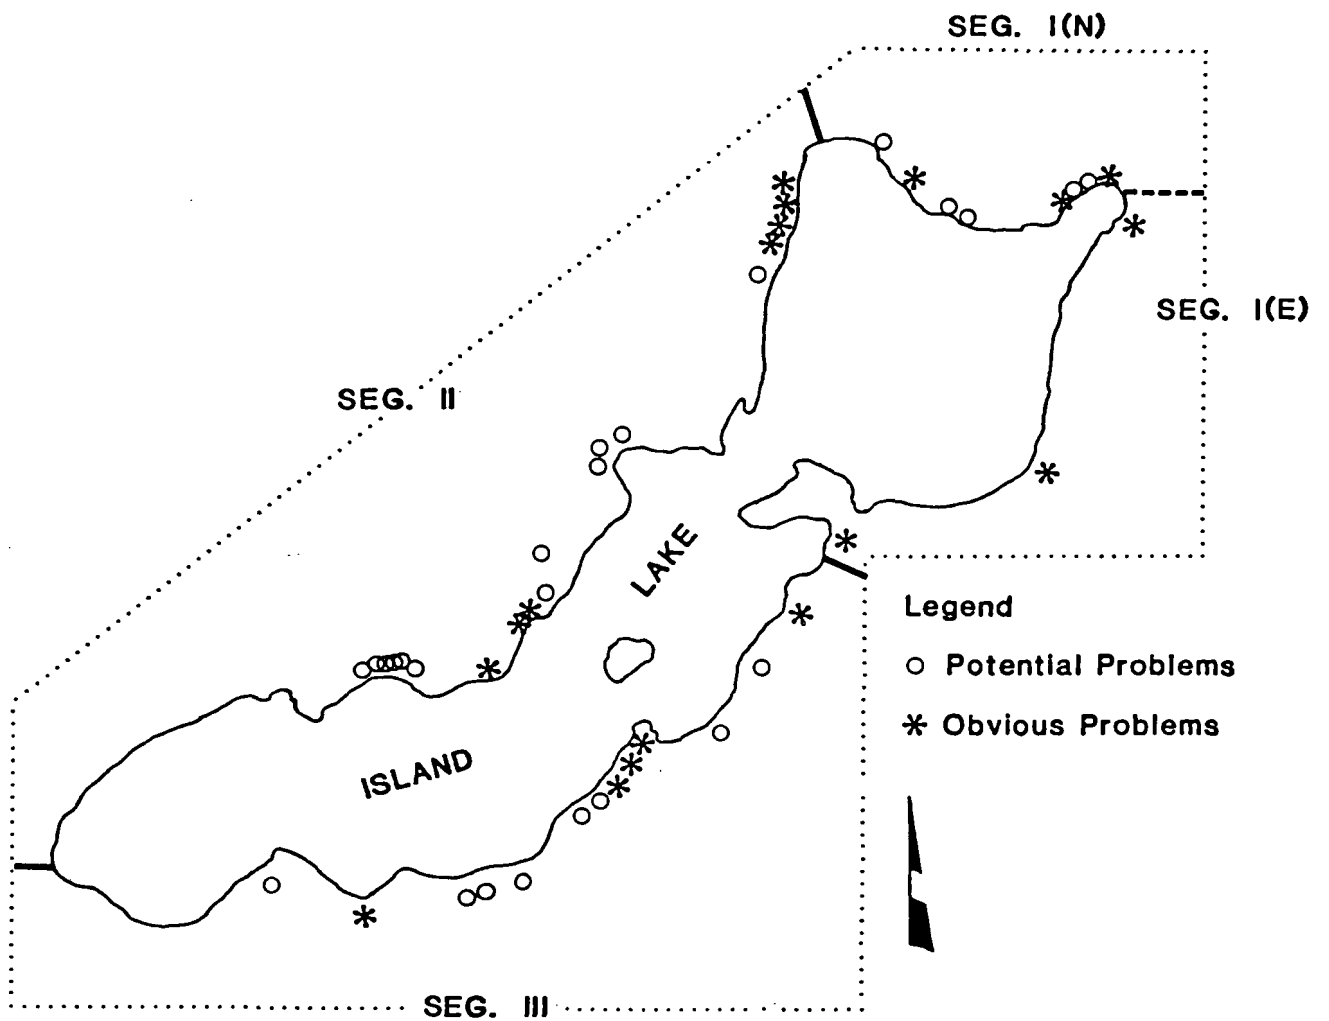 SEG. I(N)
SEG. I(E)
SEG. II
LAKE
Legend
Potential Problems
Obvious Problems
ISLAND
SEG. III